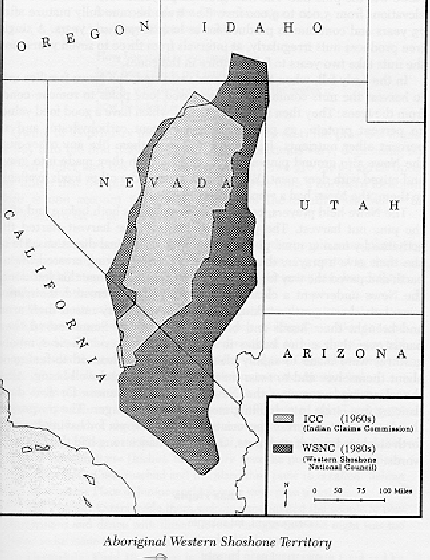 OREGON
IDAHO
NEVADA
UTAH
CALIFORNIA
ARIZONA
ICC (1960s)
(Indian Claims Commission)
WSNC (1980s)
(Western Shoshone
National Council)
N
0 50 75 100 Miles
Aboriginal Western Shoshone Territory